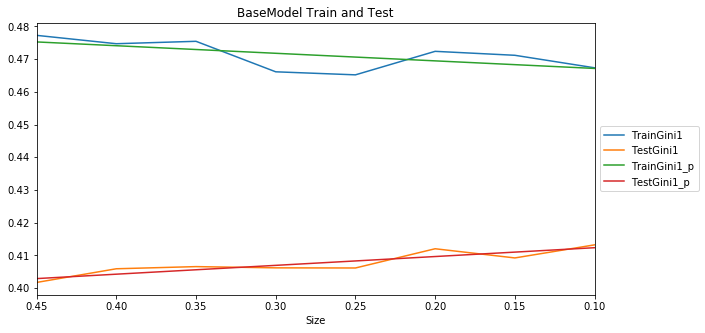 BaseModel Train and Test
0.48
0.47
0.46
0.45
0.44
0.43
0.42
0.41
0.40
0.45 0.40 0.35 0.30 0.25 0.20 0.15 0.10
Size
TrainGini1
TestGini1
TrainGini1_p
TestGini1_p